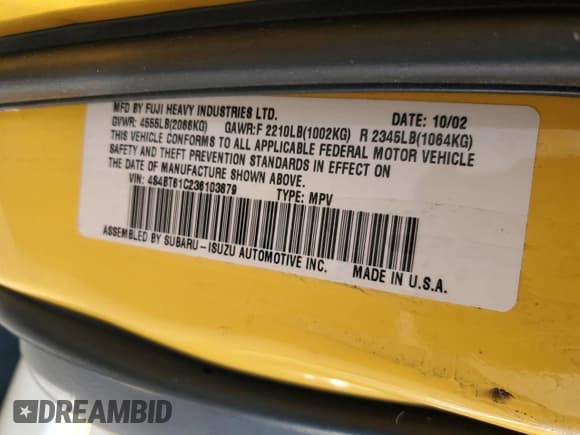 MFD BY FUJI HEAVY INDUSTRIES LTD. DATE: 10/02
GVWR: 4555LB(2066KG) GAWR:F 2210LB(1002KG) R 2345LB(1064KG)
THIS VEHICLE CONFORMS TO ALL APPLICABLE FEDERAL MOTOR VEHICLE
SAFETY AND THEFT PREVENTION STANDARDS IN EFFECT ON
THE DATE OF MANUFACTURE SHOWN ABOVE.
VIN: 4S4BT61C236103879 TYPE: MPV
ASSEMBLED BY SUBARU-ISUZU AUTOMOTIVE INC. MADE IN U.S.A.
DREAMBID